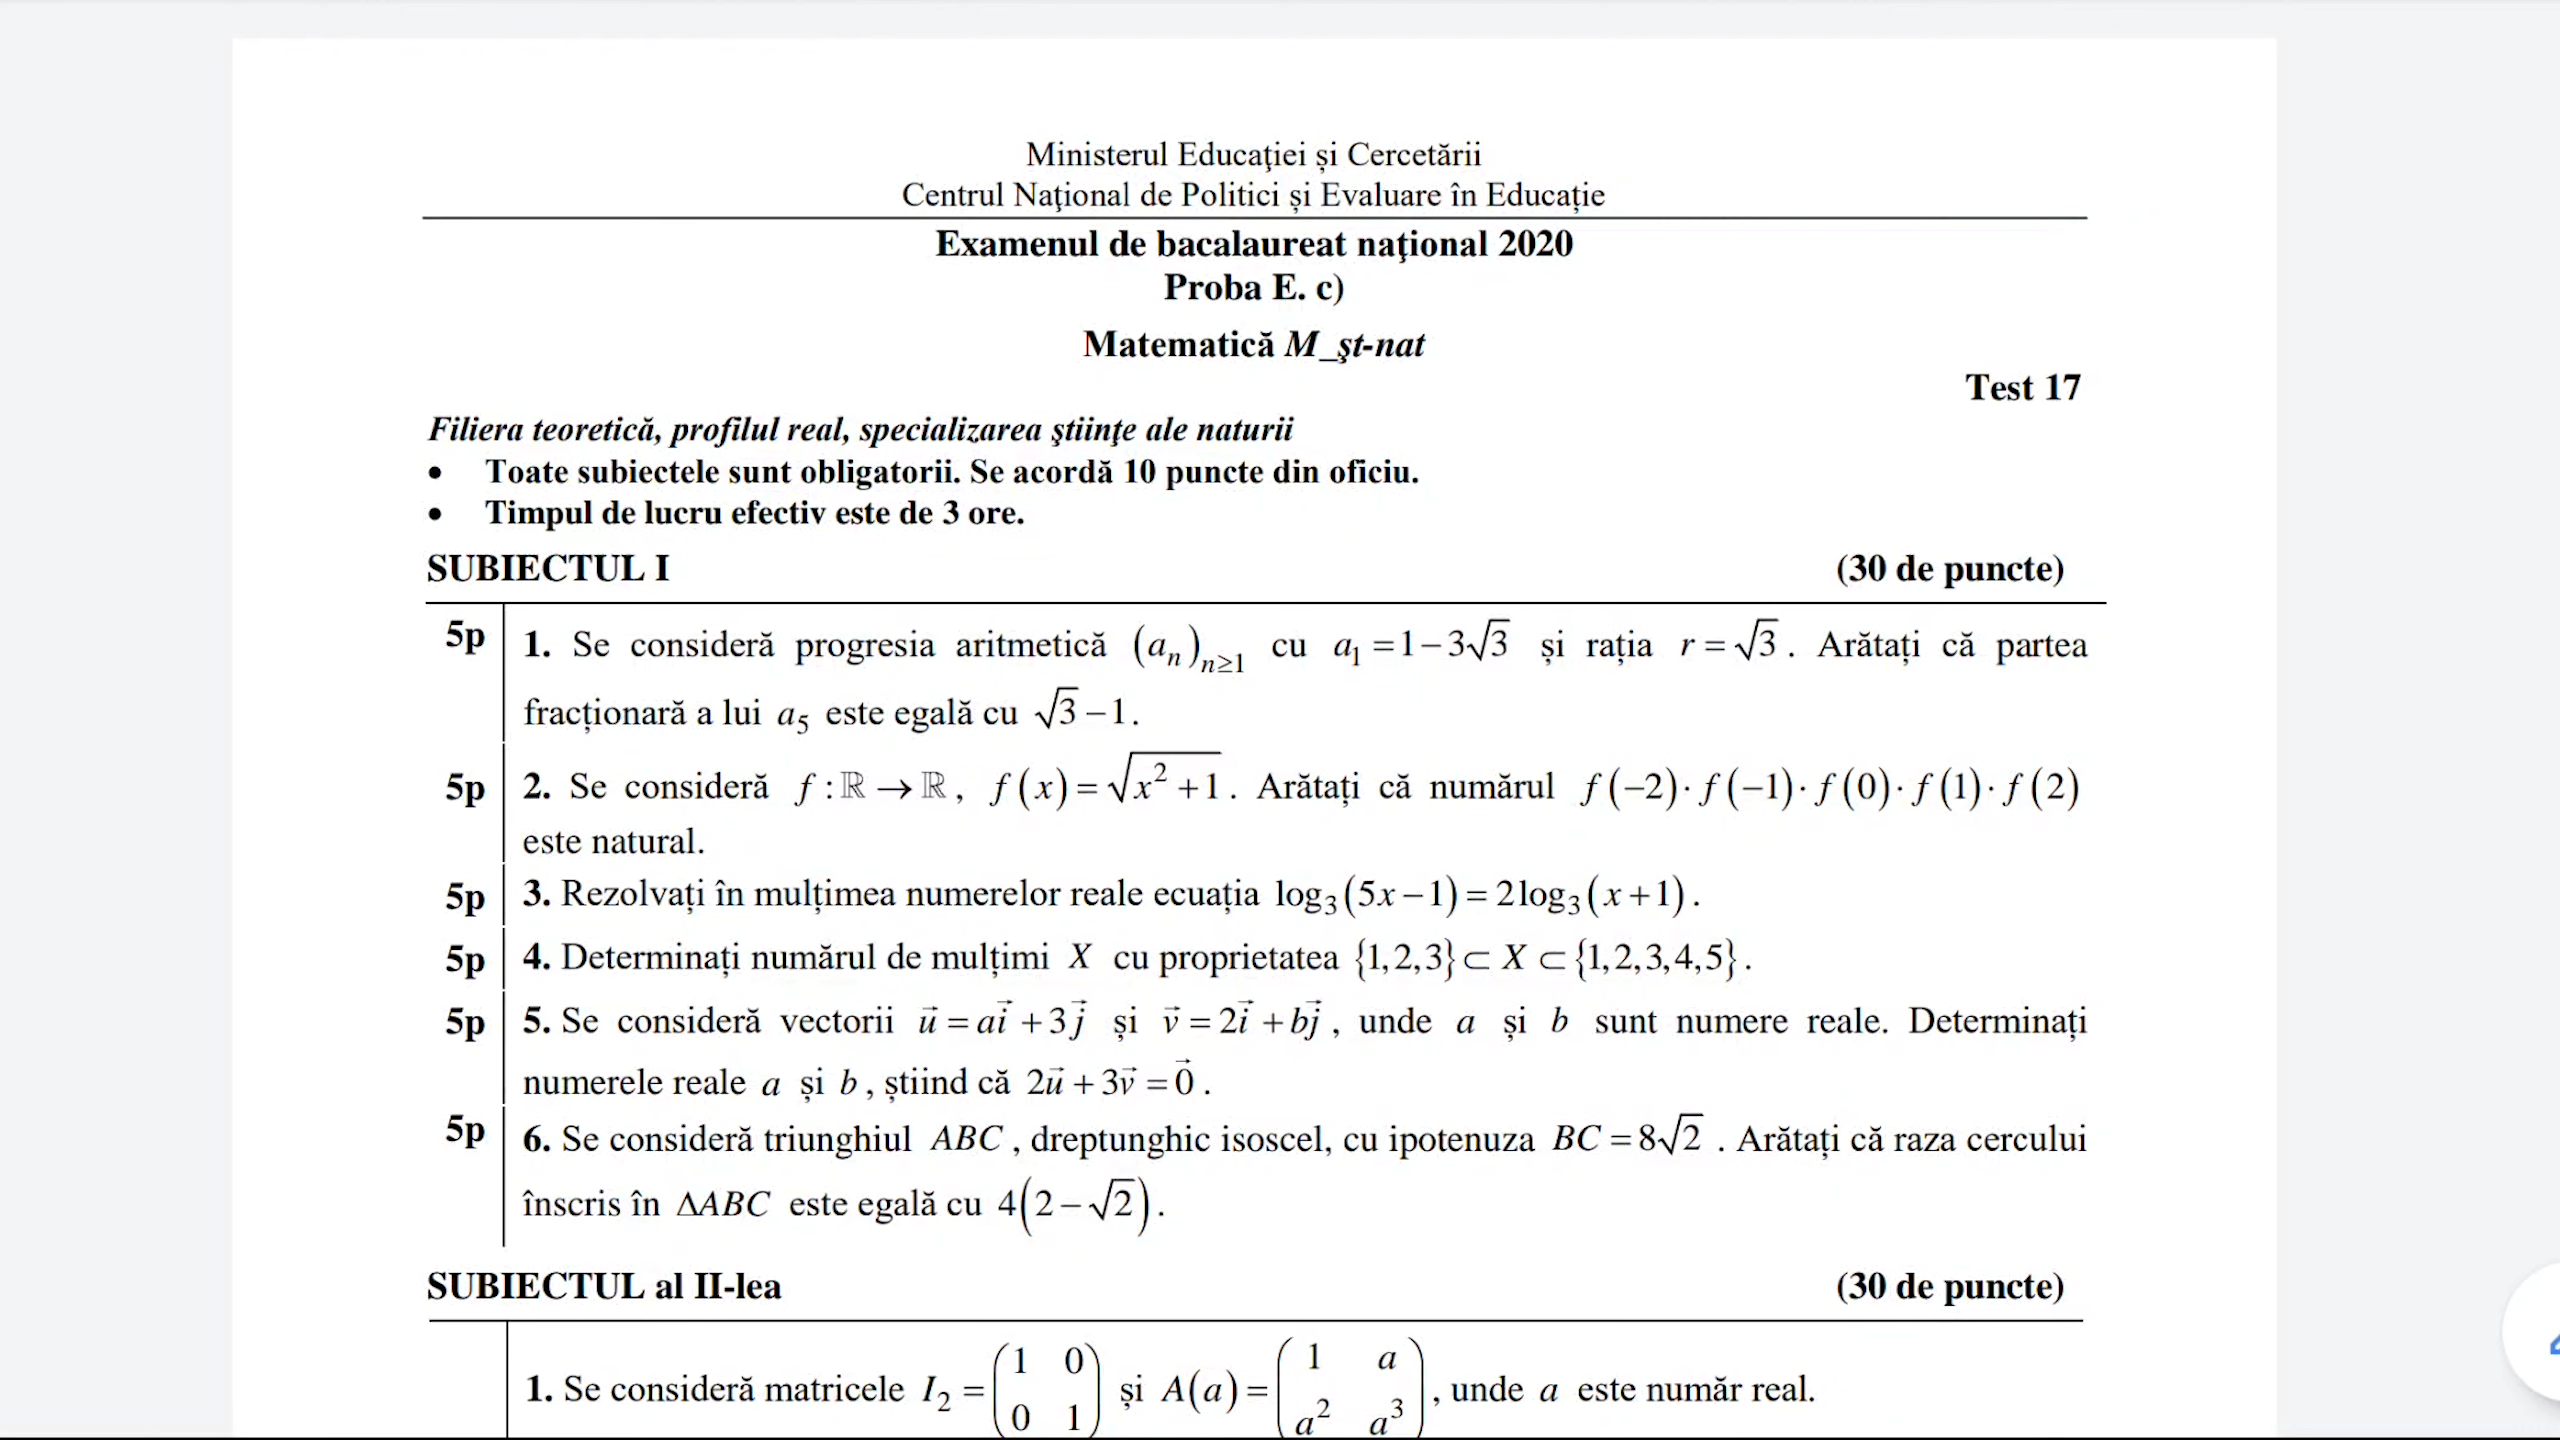 Ministerul Educaţiei și Cercetării
Centrul Naţional de Politici și Evaluare în Educație
Examenul de bacalaureat naţional 2020
Proba E. c)
Matematică M_şt-nat
Test 17
Filiera teoretică, profilul real, specializarea ştiinţe ale naturii
• Toate subiectele sunt obligatorii. Se acordă 10 puncte din oficiu.
• Timpul de lucru efectiv este de 3 ore.
SUBIECTUL I (30 de puncte)
5p 1. Se consideră progresia aritmetică (aₙ)ₙ≥₁ cu a₁ = 1 − 3√3 și rația r = √3 . Arătați că partea
fracționară a lui a₅ este egală cu √3 − 1.
5p 2. Se consideră f : ℝ → ℝ, f(x) = √(x² + 1) . Arătați că numărul f(−2) · f(−1) · f(0) · f(1) · f(2)
este natural.
5p 3. Rezolvați în mulțimea numerelor reale ecuația log₃(5x − 1) = 2log₃(x + 1).
5p 4. Determinați numărul de mulțimi X cu proprietatea {1,2,3} ⊂ X ⊂ {1,2,3,4,5}.
5p 5. Se consideră vectorii u⃗ = ai⃗ + 3j⃗ și v⃗ = 2i⃗ + bj⃗ , unde a și b sunt numere reale. Determinați
numerele reale a și b, știind că 2u⃗ + 3v⃗ = 0⃗ .
5p 6. Se consideră triunghiul ABC , dreptunghic isoscel, cu ipotenuza BC = 8√2 . Arătați că raza cercului
înscris în ΔABC este egală cu 4(2 − √2).
SUBIECTUL al II-lea (30 de puncte)
1. Se consideră matricele I₂ = (1 0 / 0 1) și A(a) = (1 a / a² a³), unde a este număr real.